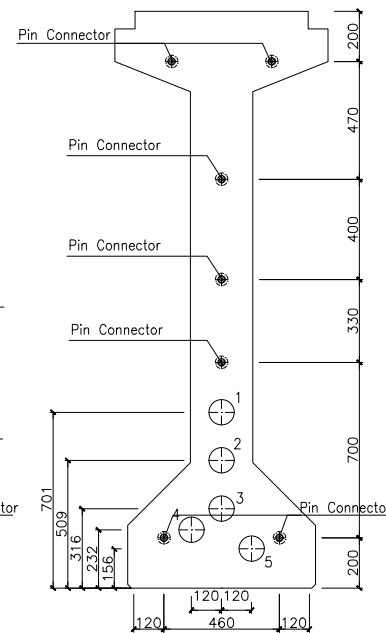 200
Pin Connector
470
Pin Connector
400
Pin Connector
330
Pin Connector
1
700
2
701
509
3
316
Pin Connecto
tor
4
232
5
156
200
120 120
120 460 120